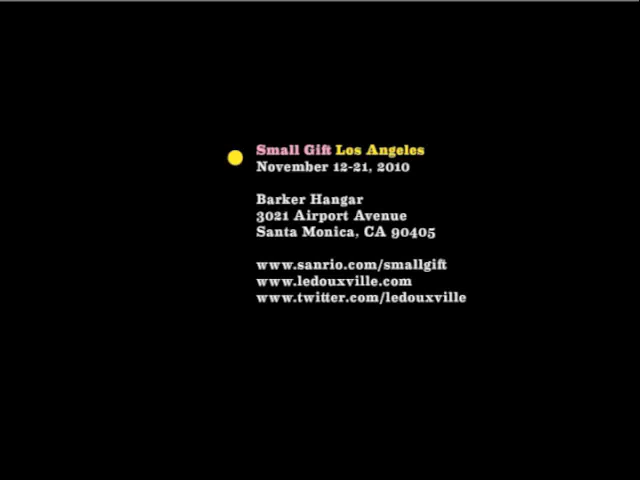 Small Gift Los Angeles
November 12-21, 2010
Barker Hangar
3021 Airport Avenue
Santa Monica, CA 90405
www.sanrio.com/smallgift
www.ledouxville.com
www.twitter.com/ledouxville